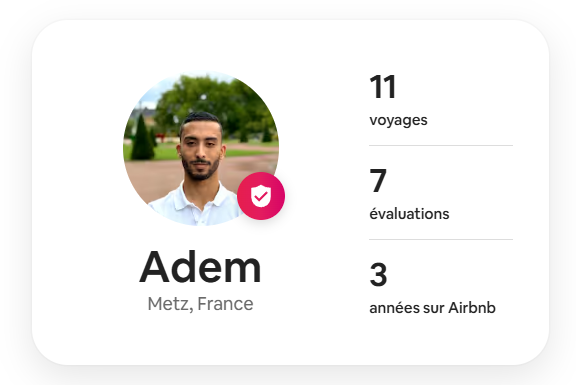 11
voyages
7
évaluations
3
années sur Airbnb
Adem
Metz, France